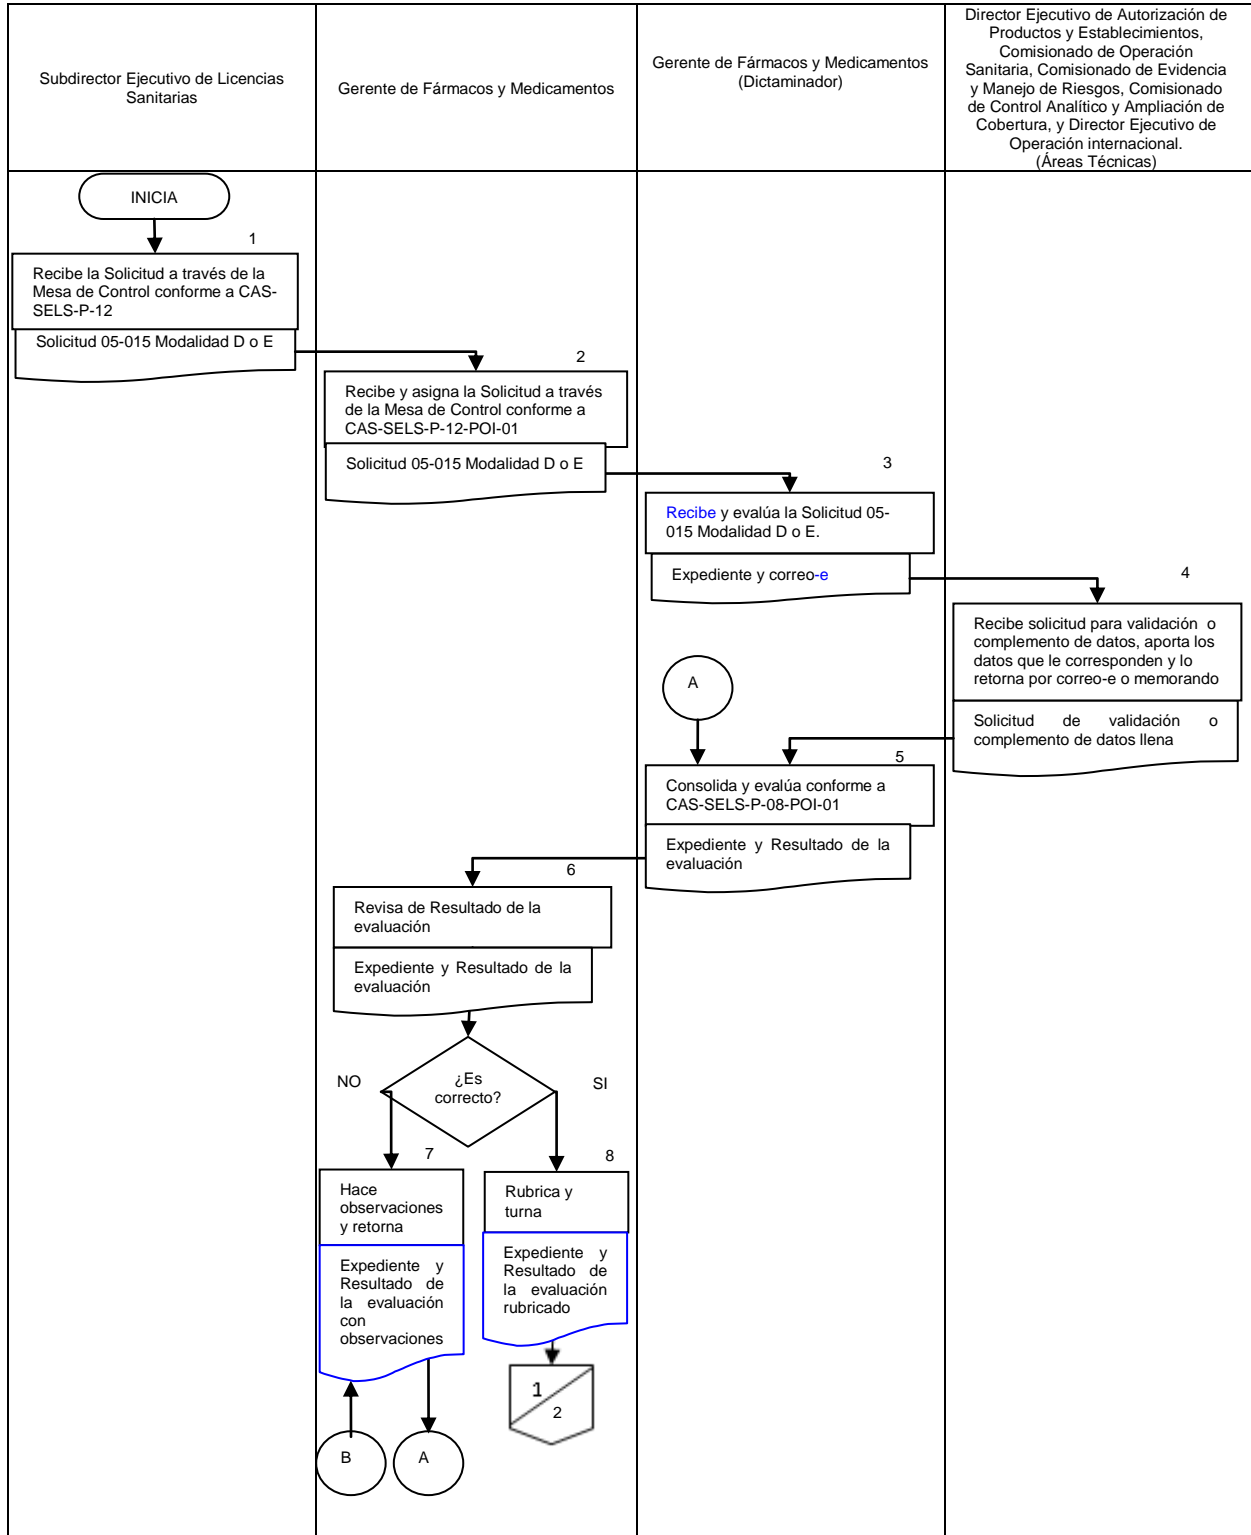 Subdirector Ejecutivo de Licencias
Sanitarias
Gerente de Fármacos y Medicamentos
Gerente de Fármacos y Medicamentos
(Dictaminador)
Director Ejecutivo de Autorización de
Productos y Establecimientos,
Comisionado de Operación
Sanitaria, Comisionado de Evidencia
y Manejo de Riesgos, Comisionado
de Control Analítico y Ampliación de
Cobertura, y Director Ejecutivo de
Operación internacional.
(Áreas Técnicas)
INICIA
1
Recibe la Solicitud a través de la
Mesa de Control conforme a CAS-
SELS-P-12
Solicitud 05-015 Modalidad D o E
2
Recibe y asigna la Solicitud a través
de la Mesa de Control conforme a
CAS-SELS-P-12-POI-01
Solicitud 05-015 Modalidad D o E
3
Recibe y evalúa la Solicitud 05-
015 Modalidad D o E.
Expediente y correo-e
4
Recibe solicitud para validación o
complemento de datos, aporta los
datos que le corresponden y lo
retorna por correo-e o memorando
Solicitud de validación o
complemento de datos llena
A
5
Consolida y evalúa conforme a
CAS-SELS-P-08-POI-01
Expediente y Resultado de la
evaluación
6
Revisa de Resultado de la
evaluación
Expediente y Resultado de la
evaluación
¿Es
correcto?
NO
SI
7
Hace
observaciones
y retorna
Expediente y
Resultado de
la evaluación
con
observaciones
8
Rubrica y
turna
Expediente y
Resultado de
la evaluación
rubricado
1
2
B
A